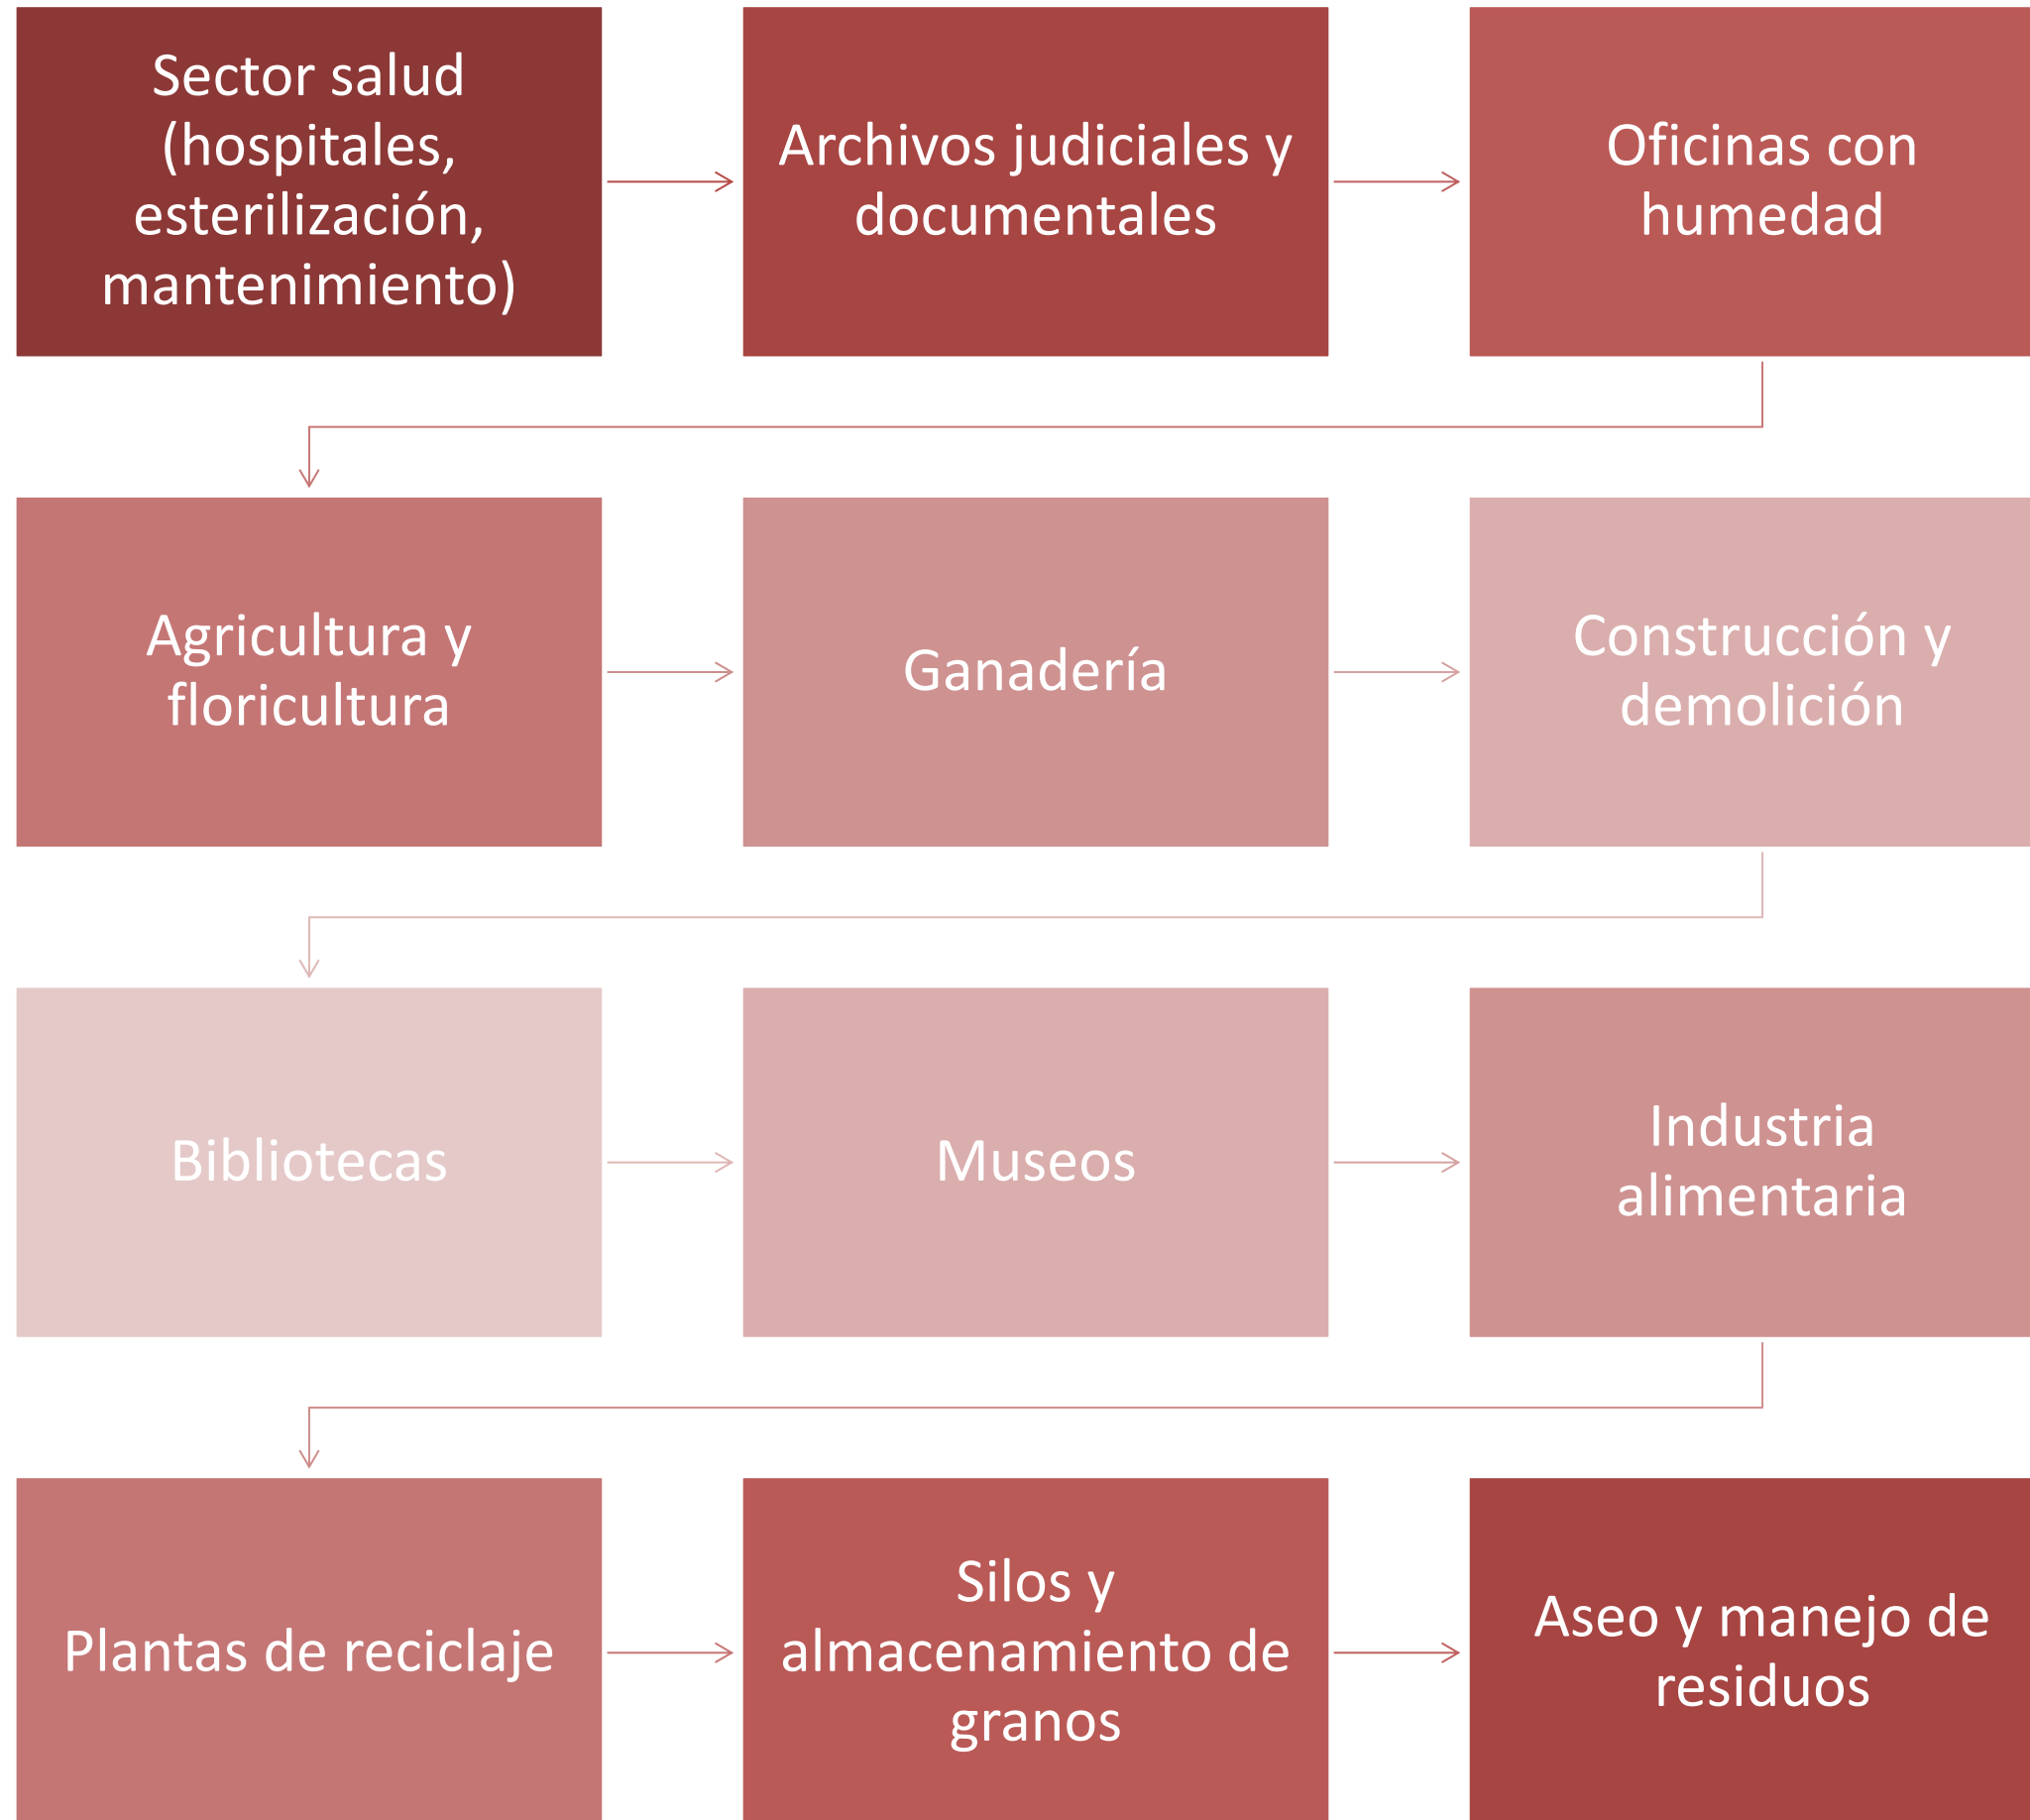 Sector salud
(hospitales,
esterilización,
mantenimiento)
Archivos judiciales y
documentales
Oficinas con
humedad
Agricultura y
floricultura
Ganadería
Construcción y
demolición
Bibliotecas
Museos
Industria
alimentaria
Plantas de reciclaje
Silos y
almacenamiento de
granos
Aseo y manejo de
residuos